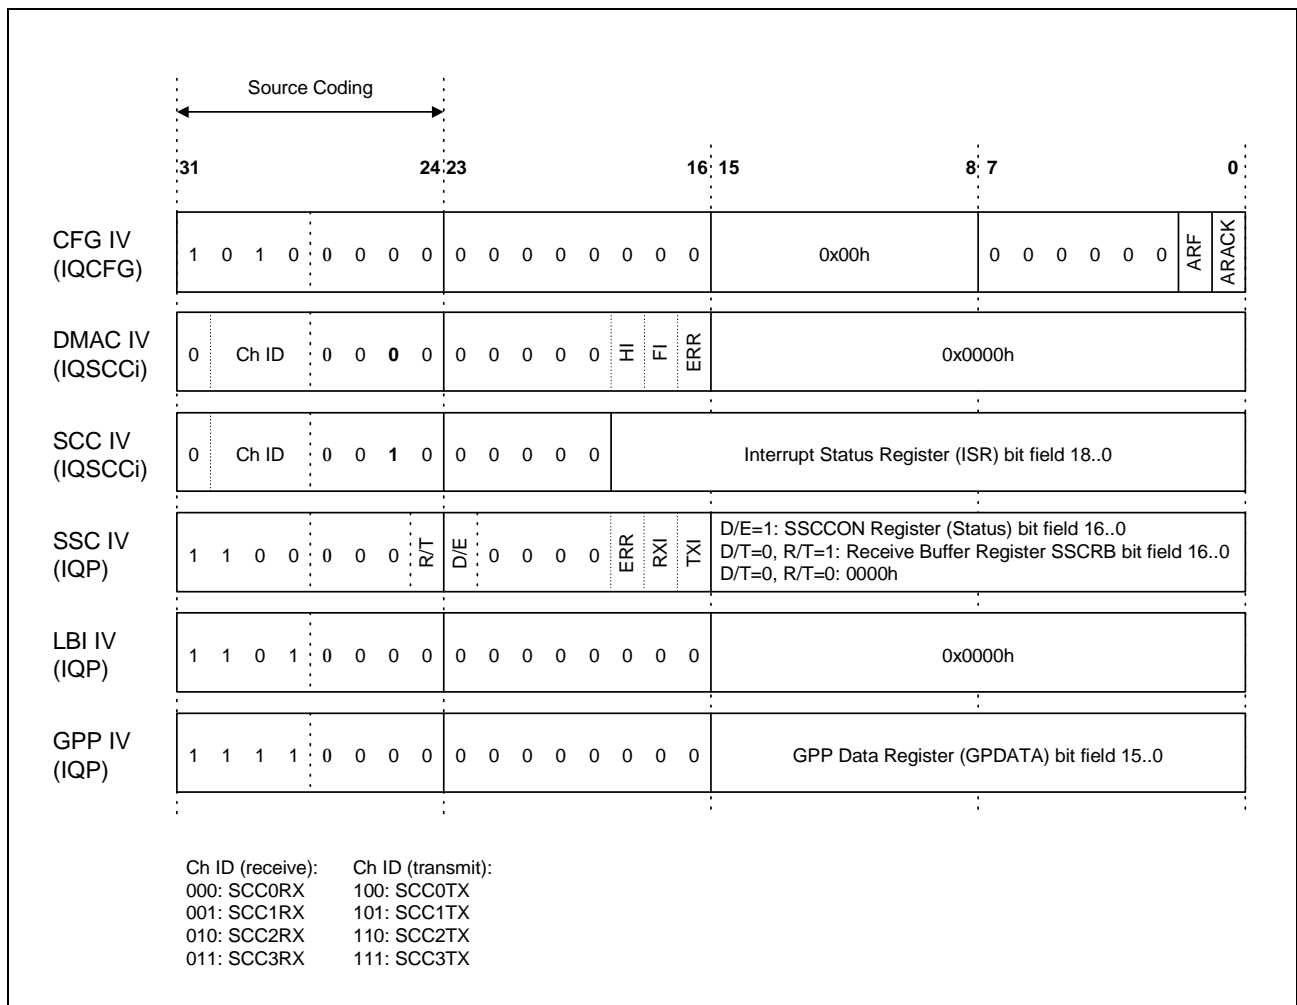 Source Coding
31 24 23 16 15 8 7 0
CFG IV
(IQCFG)
1 0 1 0 0 0 0 0 0 0 0 0 0 0 0 0 0x00h 0 0 0 0 0 0 ARF ARACK
DMAC IV
(IQSCCi)
0 Ch ID 0 0 0 0 0 0 0 0 0 HI FI ERR 0x0000h
SCC IV
(IQSCCi)
0 Ch ID 0 0 1 0 0 0 0 0 0 Interrupt Status Register (ISR) bit field 18..0
SSC IV
(IQP)
1 1 0 0 0 0 0 R/T D/E 0 0 0 0 ERR RXI TXI
D/E=1: SSCCON Register (Status) bit field 16..0
D/T=0, R/T=1: Receive Buffer Register SSCRB bit field 16..0
D/T=0, R/T=0: 0000h
LBI IV
(IQP)
1 1 0 1 0 0 0 0 0 0 0 0 0 0 0 0 0x0000h
GPP IV
(IQP)
1 1 1 1 0 0 0 0 0 0 0 0 0 0 0 0 GPP Data Register (GPDATA) bit field 15..0
Ch ID (receive): Ch ID (transmit):
000: SCC0RX 100: SCC0TX
001: SCC1RX 101: SCC1TX
010: SCC2RX 110: SCC2TX
011: SCC3RX 111: SCC3TX